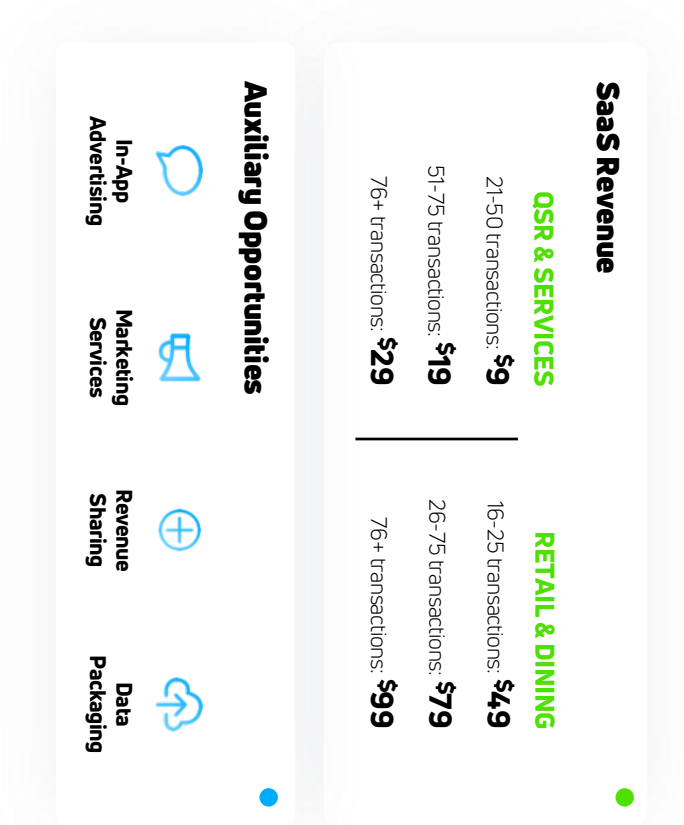 SaaS Revenue
QSR & SERVICES
21-50 transactions: $9
51-75 transactions: $19
76+ transactions: $29
RETAIL & DINING
16-25 transactions: $49
26-75 transactions: $79
76+ transactions: $99
Auxiliary Opportunities
In-App
Advertising
Marketing
Services
Revenue
Sharing
Data
Packaging